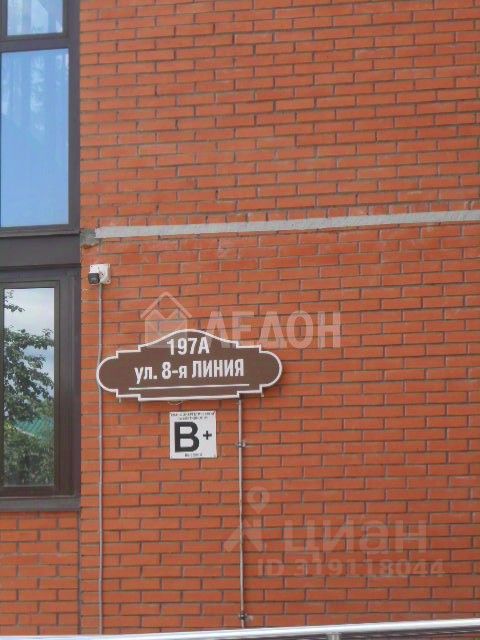 ЛЕДОН
197А
ул. 8-я ЛИНИЯ
B+
циан
ID 319118044